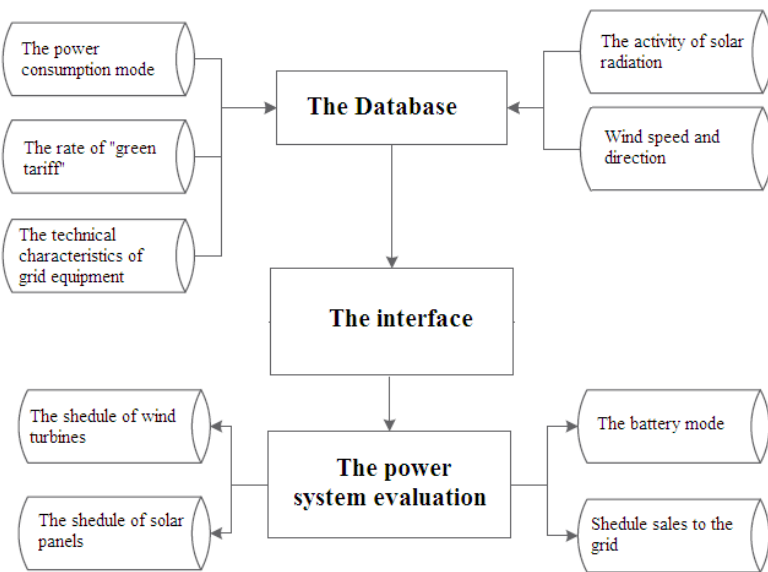 The power
consumption mode
The rate of "green
tariff"
The technical
characteristics of
grid equipment
The Database
The activity of solar
radiation
Wind speed and
direction
The interface
The shedule of wind
turbines
The shedule of solar
panels
The power
system evaluation
The battery mode
Shedule sales to the
grid